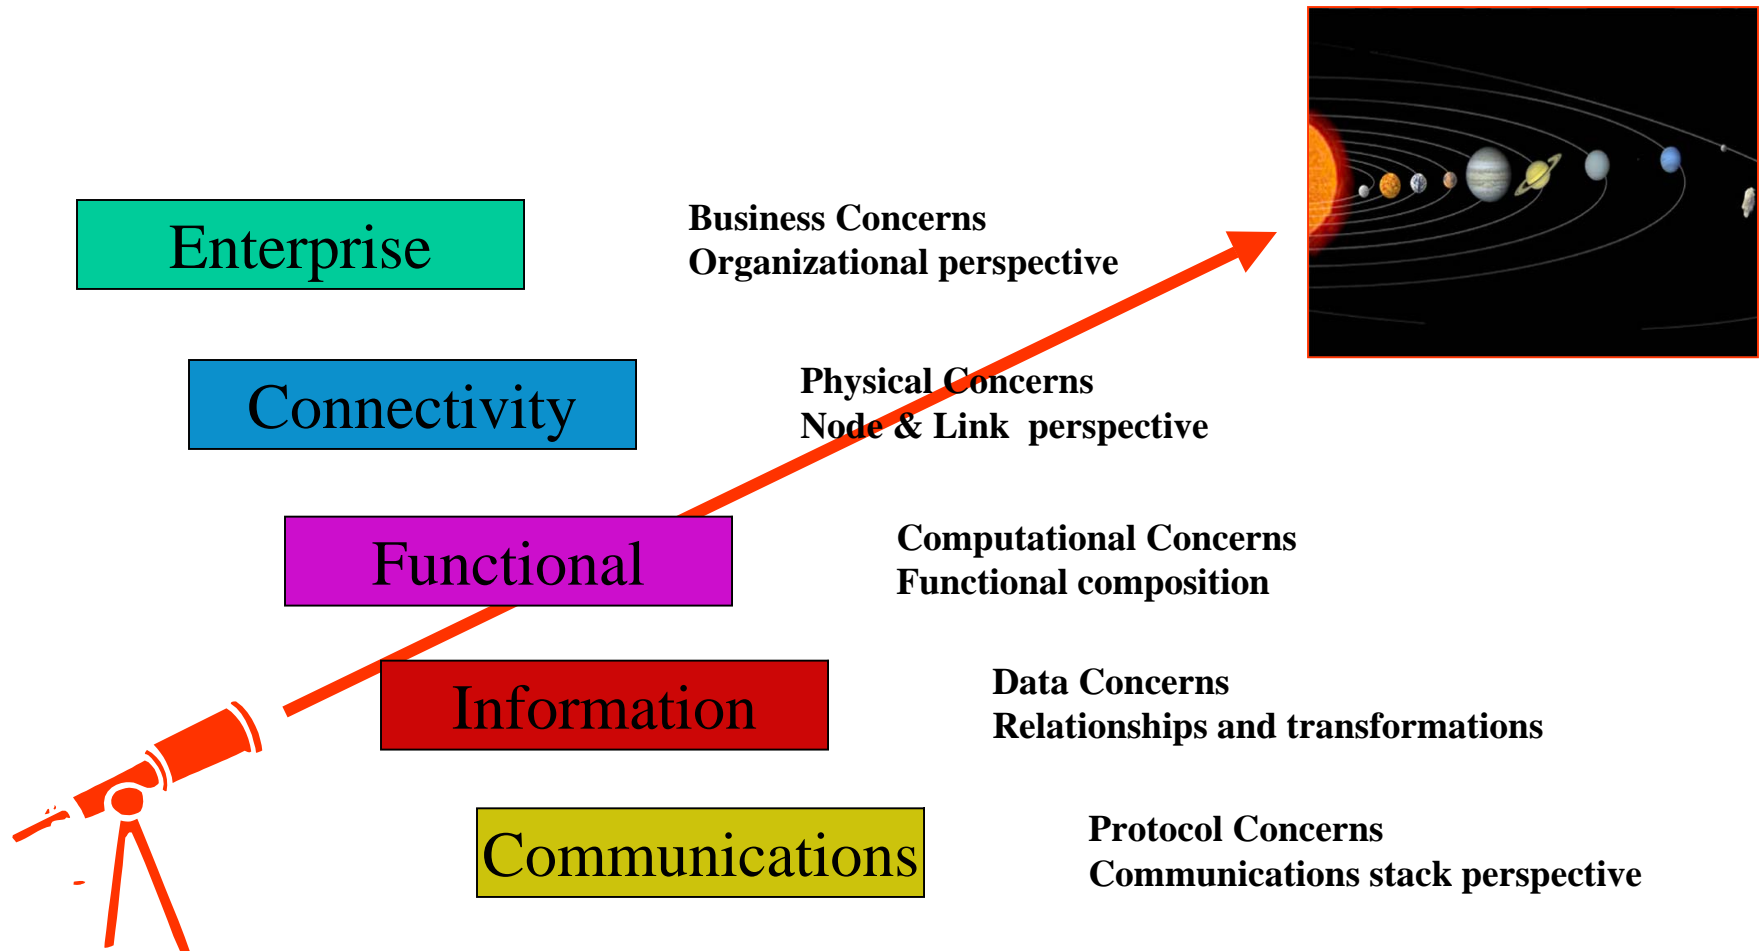 Enterprise
Business Concerns
Organizational perspective
Connectivity
Physical Concerns
Node & Link perspective
Functional
Computational Concerns
Functional composition
Information
Data Concerns
Relationships and transformations
Communications
Protocol Concerns
Communications stack perspective